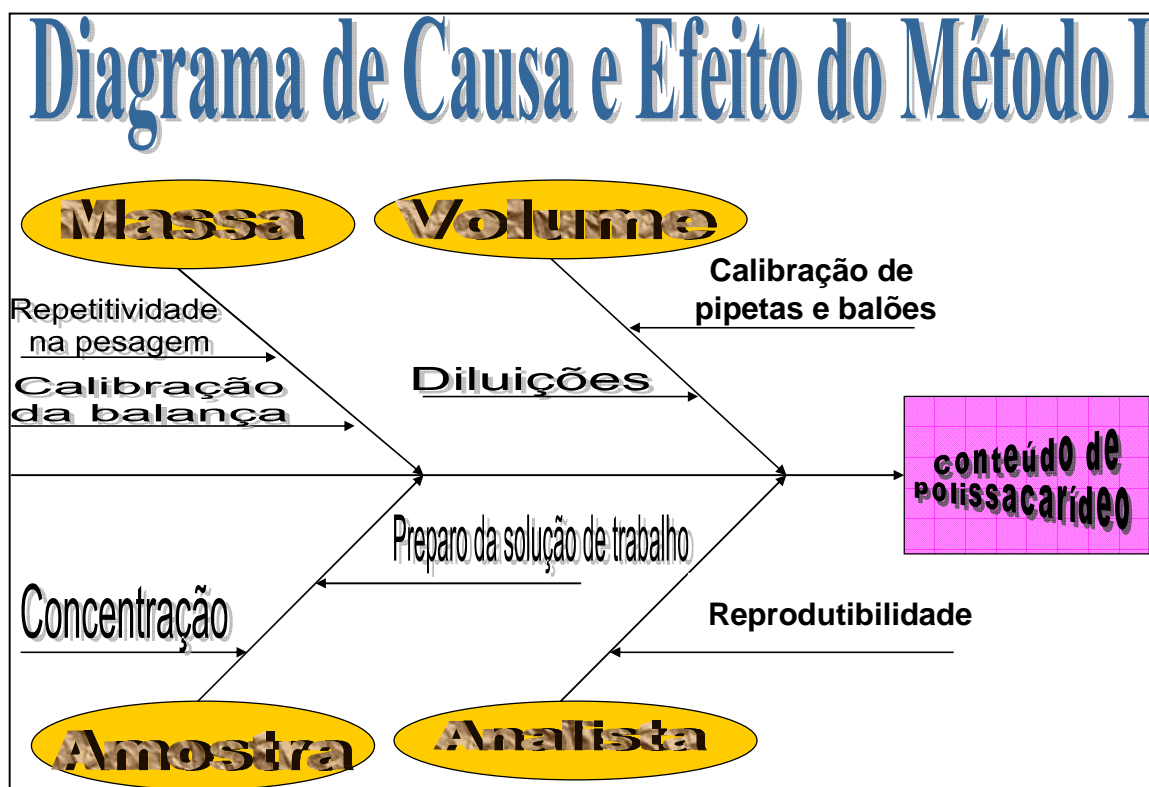 Diagrama de Causa e Efeito do Método I
Massa
Volume
Calibração de
pipetas e balões
Repetitividade
na pesagem
Diluições
Calibração
da balança
conteúdo de
polissacarídeo
Preparo da solução de trabalho
Concentração
Reprodutibilidade
Amostra
Analista